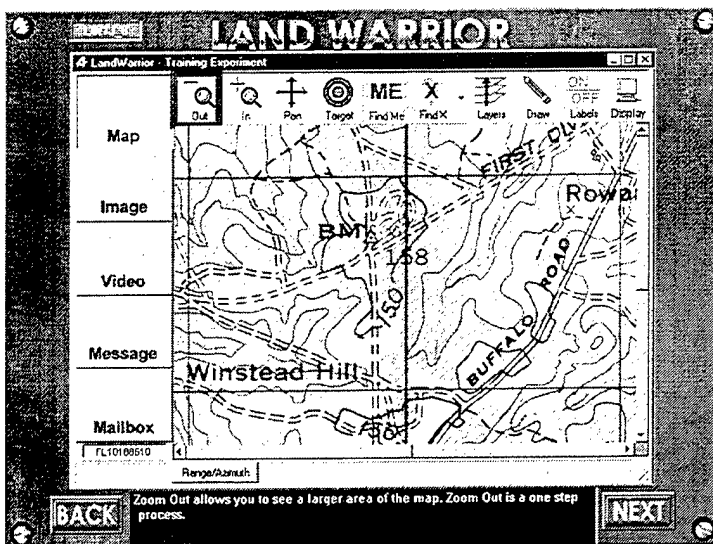 LAND WARRIOR
LandWarrior - Training Experiment
Out In Pan Target ME Find Me X Find X Layers Draw ON OFF Labels Display
Map
Image
Video
Message
Mailbox
FIRST DIV
Rowa
BM
158
150
BUFFALO ROAD
Winstead Hill
FL10188510
Range/Azimuth
BACK
Zoom Out allows you to see a larger area of the map. Zoom Out is a one step
process.
NEXT